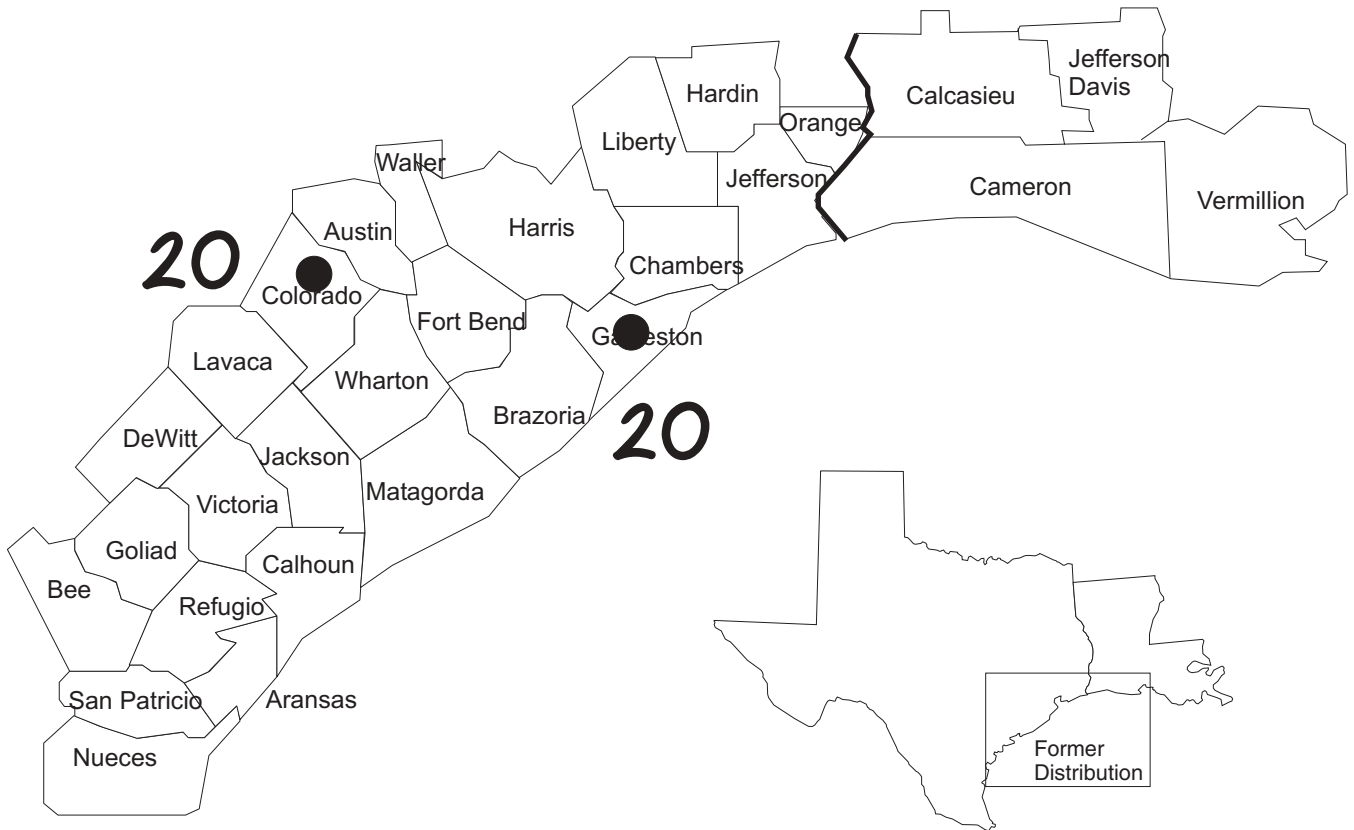 Jefferson
Davis
Hardin
Calcasieu
Orange
Liberty
Waller
Jefferson
Cameron
Vermillion
Austin
Harris
20
Chambers
Colorado
Fort Bend
Galveston
Lavaca
Wharton
Brazoria
20
DeWitt
Jackson
Matagorda
Victoria
Goliad
Calhoun
Bee
Refugio
San Patricio
Aransas
Nueces
Former
Distribution